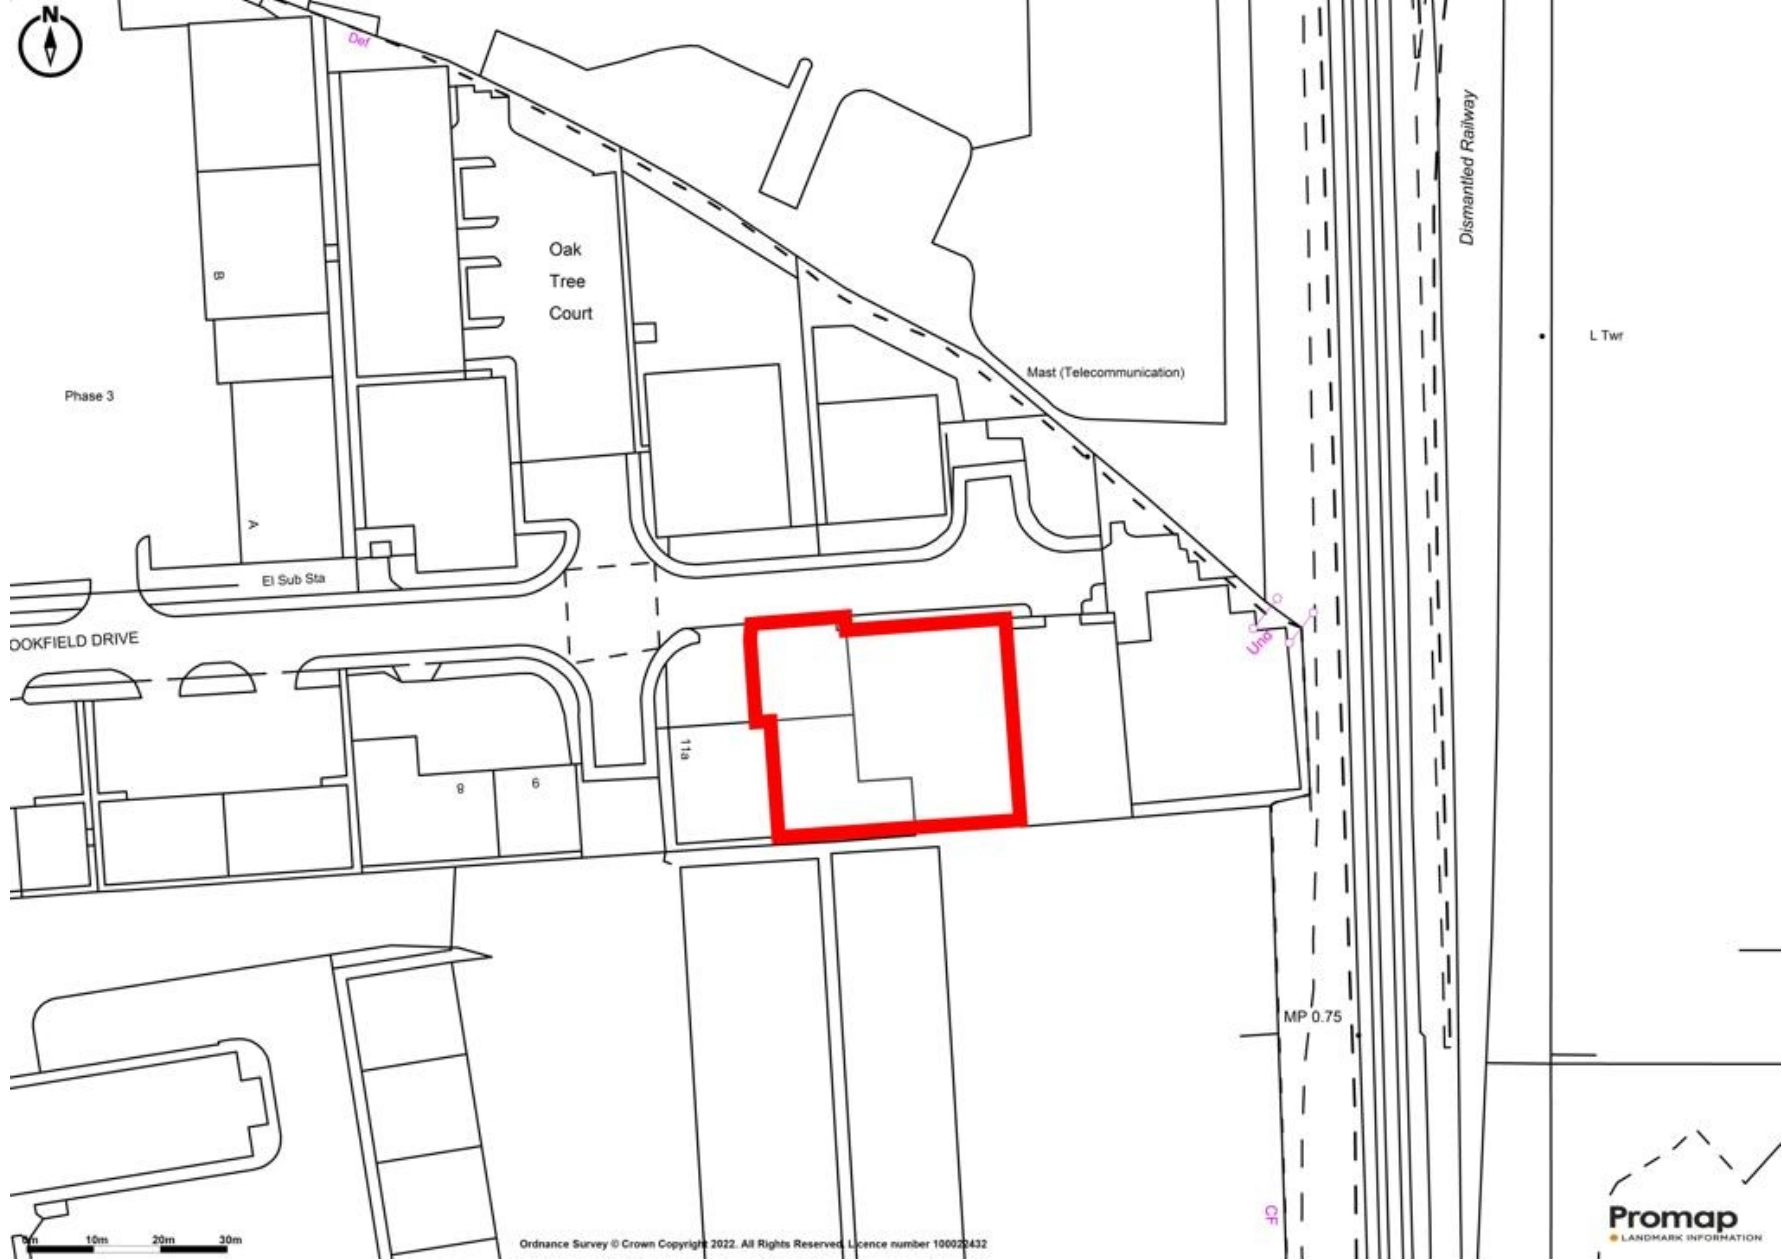 N
Def
Dismantled Railway
Oak
Tree
Court
B
L Twr
Mast (Telecommunication)
Phase 3
A
El Sub Sta
OOKFIELD DRIVE
Und
11a
8
9
MP 0.75
CF
Promap
LANDMARK INFORMATION
0m 10m 20m 30m
Ordnance Survey © Crown Copyright 2022. All Rights Reserved. Licence number 100022432